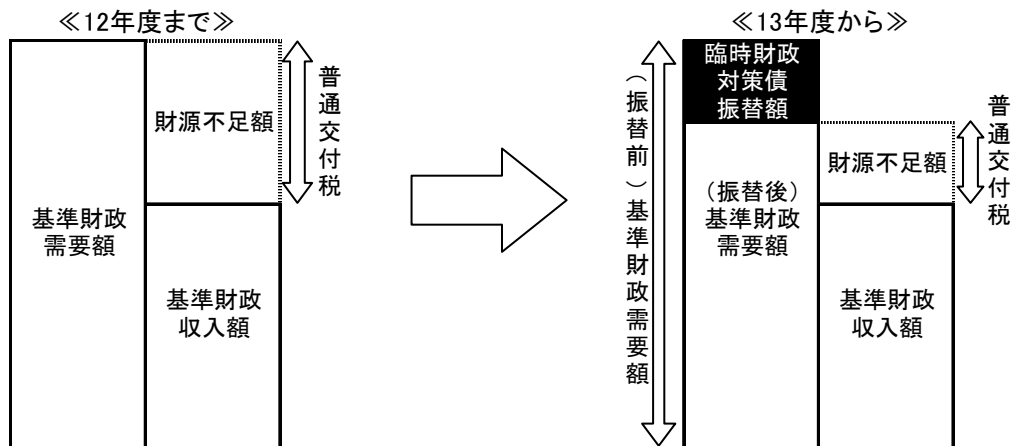 ≪12年度まで≫
基準財政
需要額
財源不足額
基準財政
収入額
普通交付税
≪13年度から≫
（振替前）基準財政需要額
臨時財政
対策債
振替額
（振替後）
基準財政
需要額
財源不足額
基準財政
収入額
普通交付税